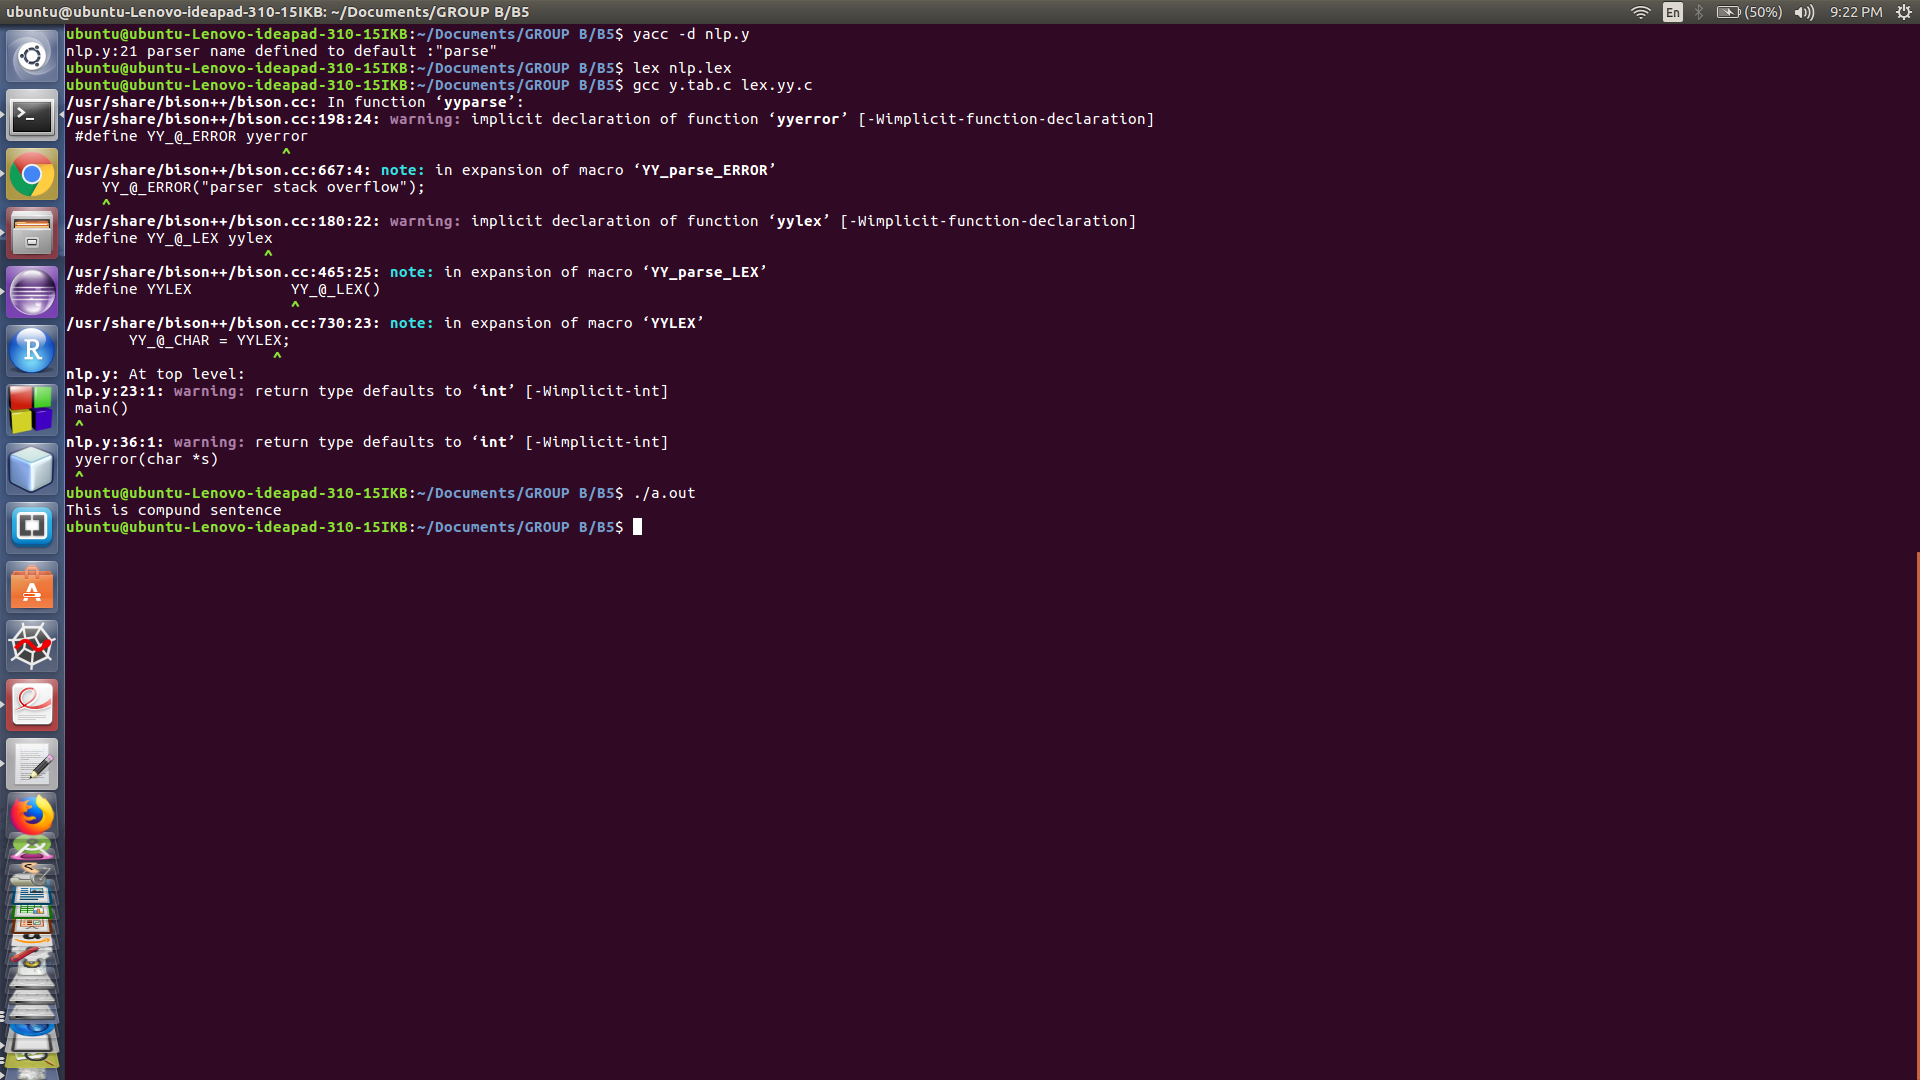 ubuntu@ubuntu-Lenovo-ideapad-310-15IKB: ~/Documents/GROUP B/B5
En (50%) 9:22 PM
ubuntu@ubuntu-Lenovo-ideapad-310-15IKB:~/Documents/GROUP B/B5$ yacc -d nlp.y
nlp.y:21 parser name defined to default :"parse"
ubuntu@ubuntu-Lenovo-ideapad-310-15IKB:~/Documents/GROUP B/B5$ lex nlp.lex
ubuntu@ubuntu-Lenovo-ideapad-310-15IKB:~/Documents/GROUP B/B5$ gcc y.tab.c lex.yy.c
/usr/share/bison++/bison.cc: In function ‘yyparse’:
/usr/share/bison++/bison.cc:198:24: warning: implicit declaration of function ‘yyerror’ [-Wimplicit-function-declaration]
 #define YY_@_ERROR yyerror
                        ^
/usr/share/bison++/bison.cc:667:4: note: in expansion of macro ‘YY_parse_ERROR’
    YY_@_ERROR("parser stack overflow");
    ^
/usr/share/bison++/bison.cc:180:22: warning: implicit declaration of function ‘yylex’ [-Wimplicit-function-declaration]
 #define YY_@_LEX yylex
                      ^
/usr/share/bison++/bison.cc:465:25: note: in expansion of macro ‘YY_parse_LEX’
 #define YYLEX           YY_@_LEX()
                         ^
/usr/share/bison++/bison.cc:730:23: note: in expansion of macro ‘YYLEX’
       YY_@_CHAR = YYLEX;
                       ^
nlp.y: At top level:
nlp.y:23:1: warning: return type defaults to ‘int’ [-Wimplicit-int]
 main()
 ^
nlp.y:36:1: warning: return type defaults to ‘int’ [-Wimplicit-int]
 yyerror(char *s)
 ^
ubuntu@ubuntu-Lenovo-ideapad-310-15IKB:~/Documents/GROUP B/B5$ ./a.out
This is compund sentence
ubuntu@ubuntu-Lenovo-ideapad-310-15IKB:~/Documents/GROUP B/B5$